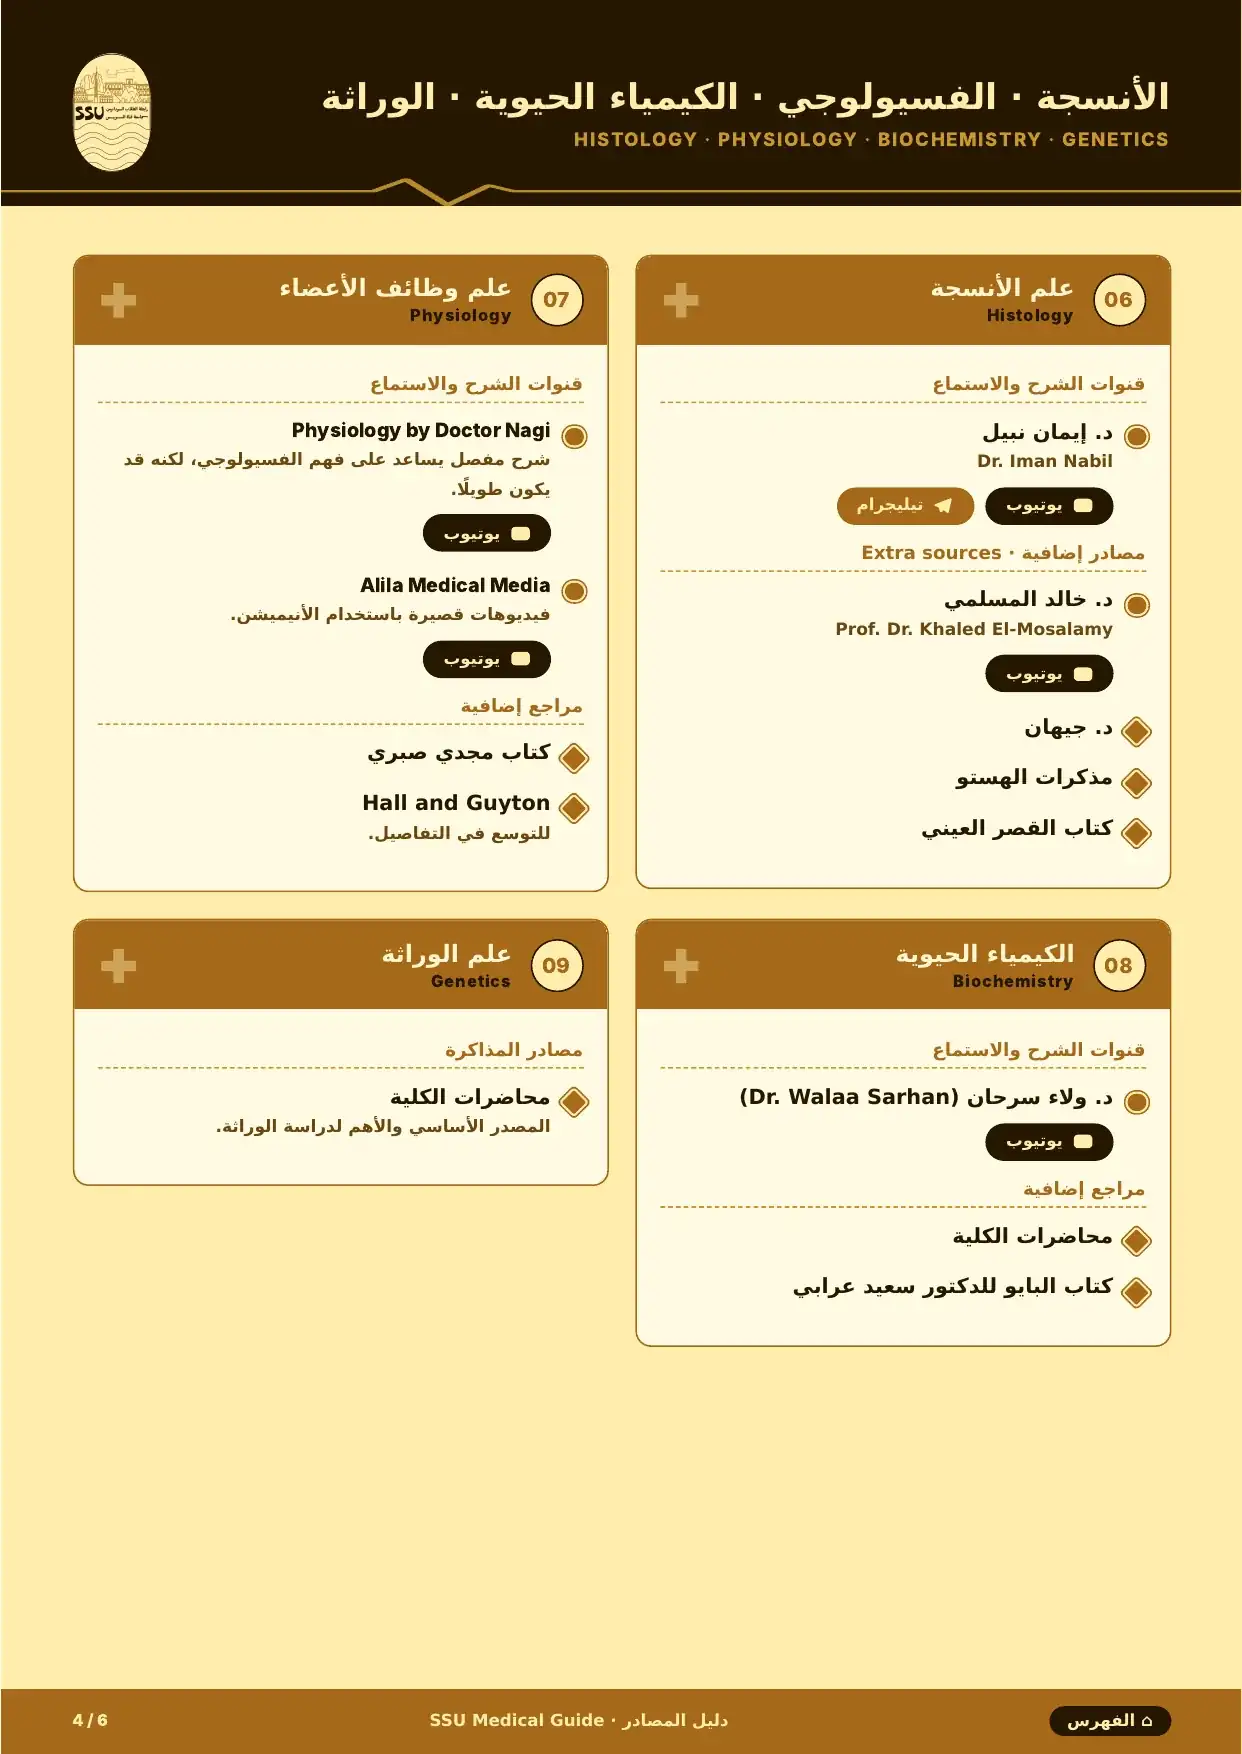 الأنسجة · الفسيولوجي · الكيمياء الحيوية · الوراثة
HISTOLOGY · PHYSIOLOGY · BIOCHEMISTRY · GENETICS
SSU
06
علم الأنسجة
Histology
قنوات الشرح والاستماع
د. إيمان نبيل
Dr. Iman Nabil
يوتيوب
تيليجرام
مصادر إضافية · Extra sources
د. خالد المسلمي
Prof. Dr. Khaled El-Mosalamy
يوتيوب
د. جيهان
مذكرات الهستو
كتاب القصر العيني
07
علم وظائف الأعضاء
Physiology
قنوات الشرح والاستماع
Physiology by Doctor Nagi
شرح مفصل يساعد على فهم الفسيولوجي، لكنه قد
يكون طويلًا.
يوتيوب
Alila Medical Media
فيديوهات قصيرة باستخدام الأنيميشن.
يوتيوب
مراجع إضافية
كتاب مجدي صبري
Hall and Guyton
للتوسع في التفاصيل.
08
الكيمياء الحيوية
Biochemistry
قنوات الشرح والاستماع
د. ولاء سرحان (Dr. Walaa Sarhan)
يوتيوب
مراجع إضافية
محاضرات الكلية
كتاب البايو للدكتور سعيد عرابي
09
علم الوراثة
Genetics
مصادر المذاكرة
محاضرات الكلية
المصدر الأساسي والأهم لدراسة الوراثة.
⌂ الفهرس
دليل المصادر · SSU Medical Guide
4 / 6